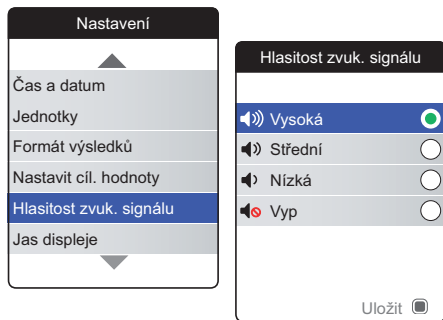 Nastavení
Čas a datum
Jednotky
Formát výsledků
Nastavit cíl. hodnoty
Hlasitost zvuk. signálu
Jas displeje
Hlasitost zvuk. signálu
Vysoká
Střední
Nízká
Vyp
Uložit